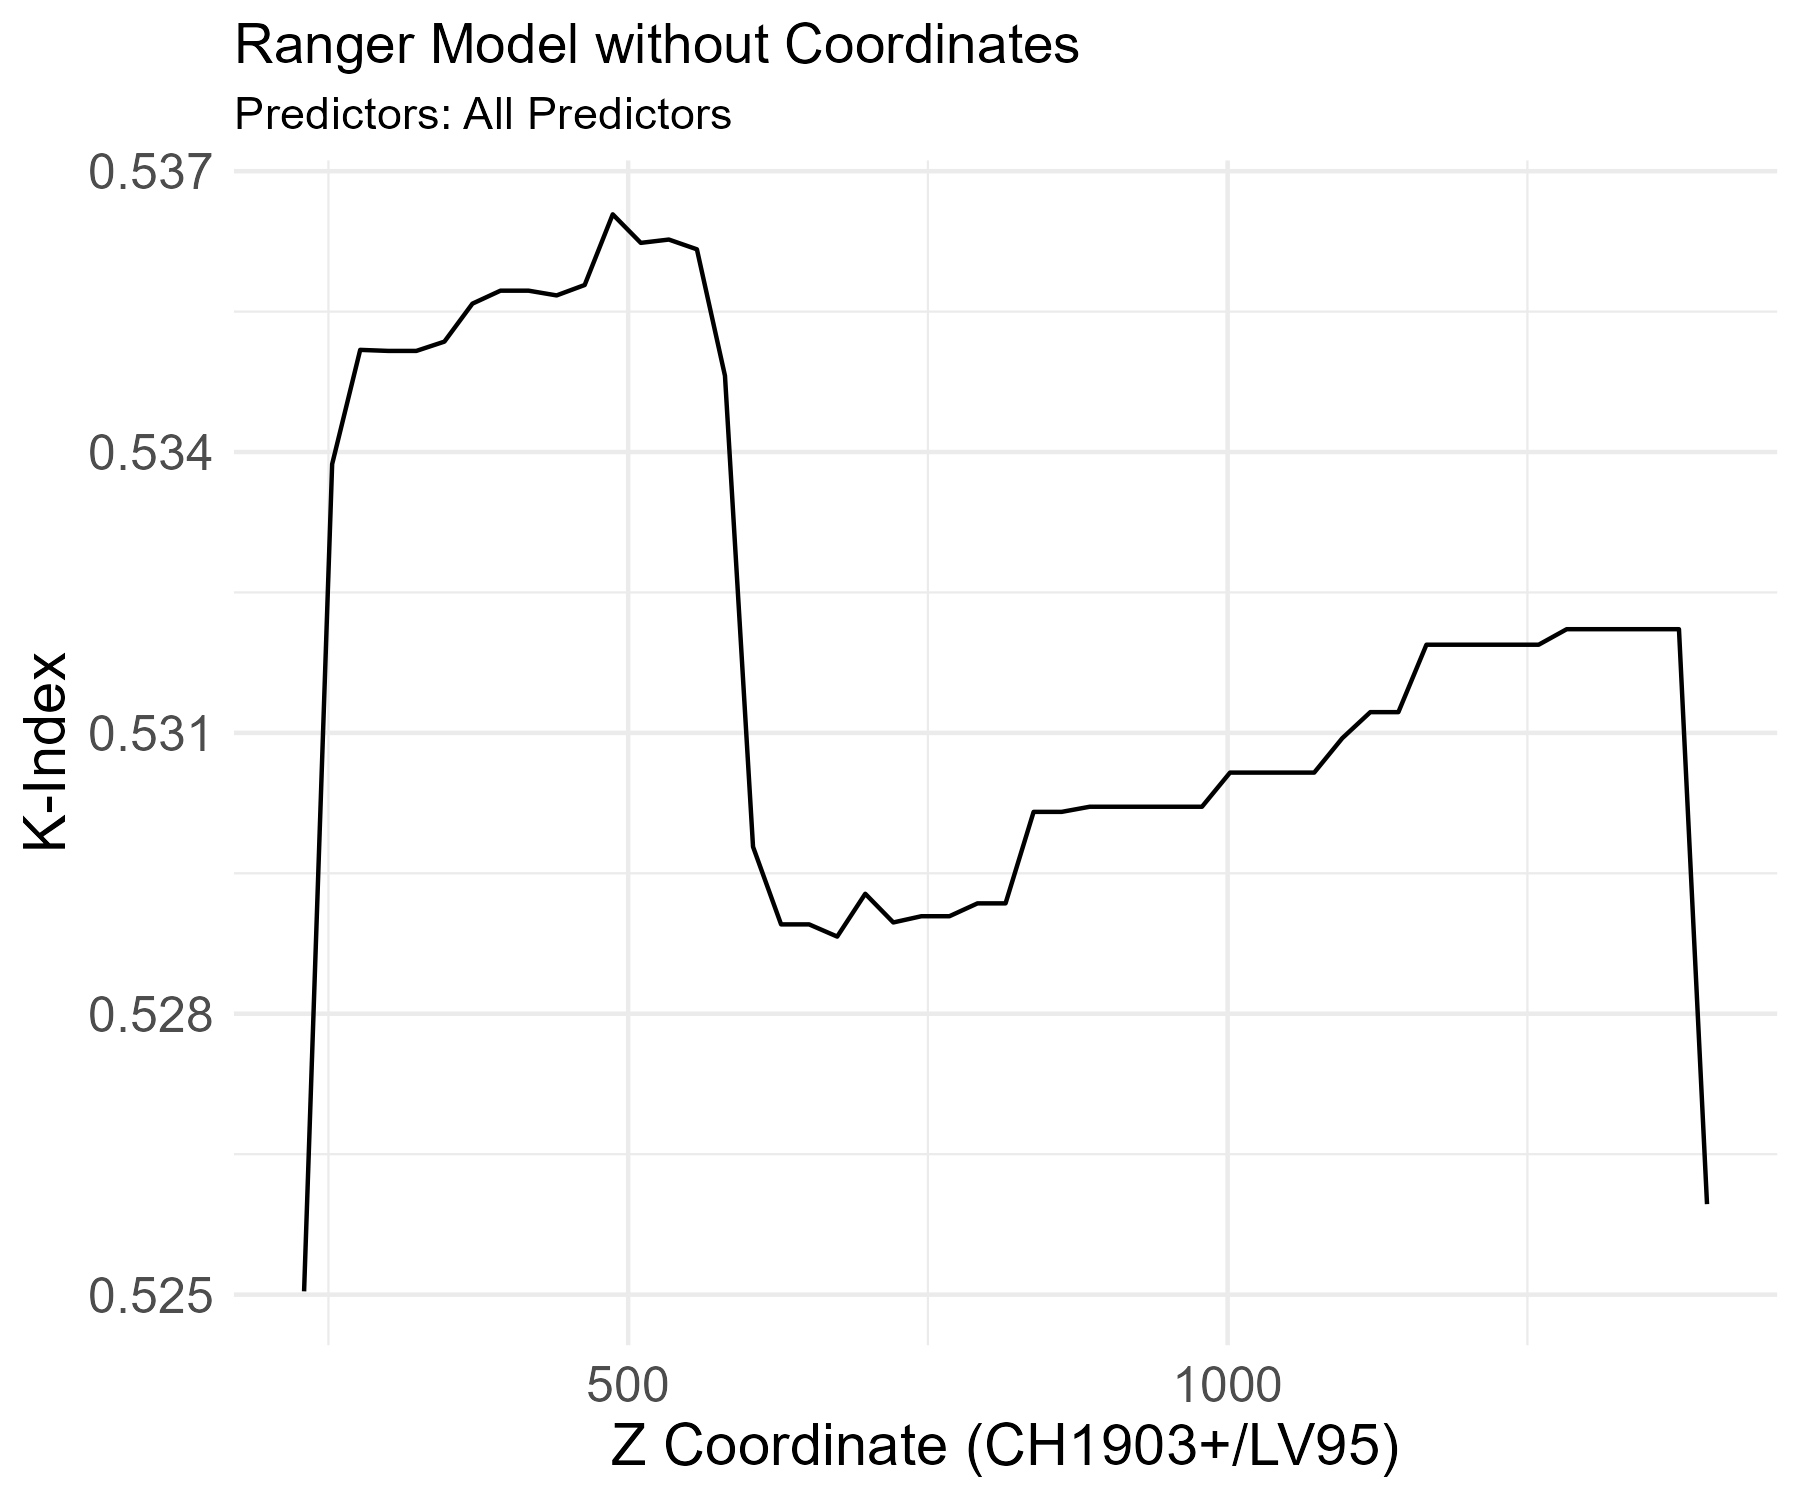 Ranger Model without Coordinates
Predictors: All Predictors
0.537
0.534
0.531
0.528
0.525
K-Index
500 1000
Z Coordinate (CH1903+/LV95)